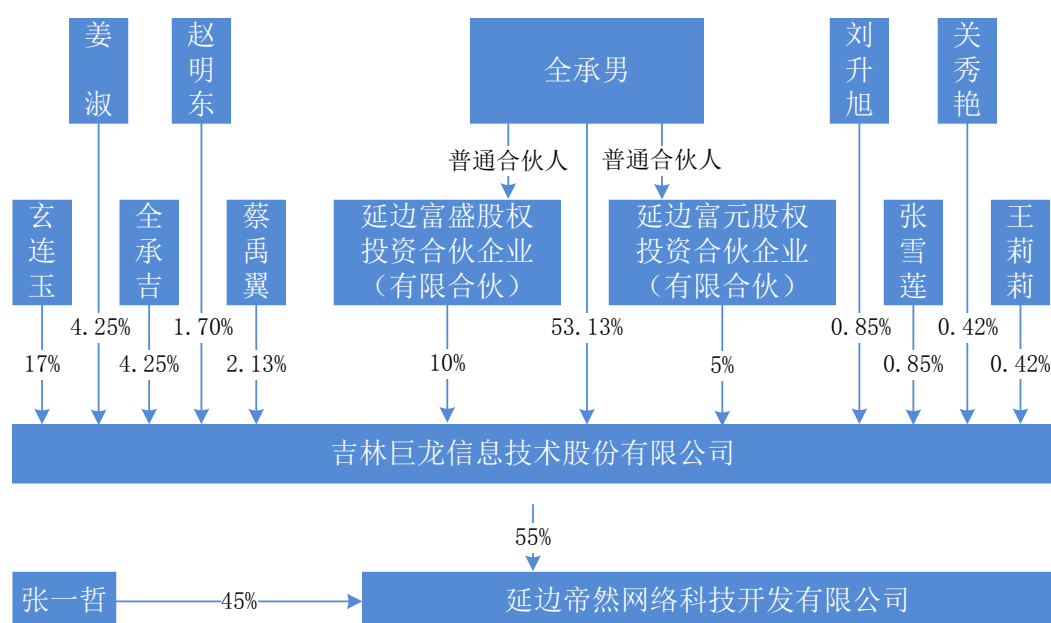 姜淑
赵明东
全承男
刘升旭
关秀艳
普通合伙人
普通合伙人
玄连玉
全承吉
蔡禹翼
延边富盛股权
投资合伙企业
（有限合伙）
延边富元股权
投资合伙企业
（有限合伙）
张雪莲
王莉莉
4.25%
1.70%
53.13%
0.85%
0.42%
17%
4.25%
2.13%
10%
5%
0.85%
0.42%
吉林巨龙信息技术股份有限公司
55%
张一哲
45%
延边帝然网络科技开发有限公司